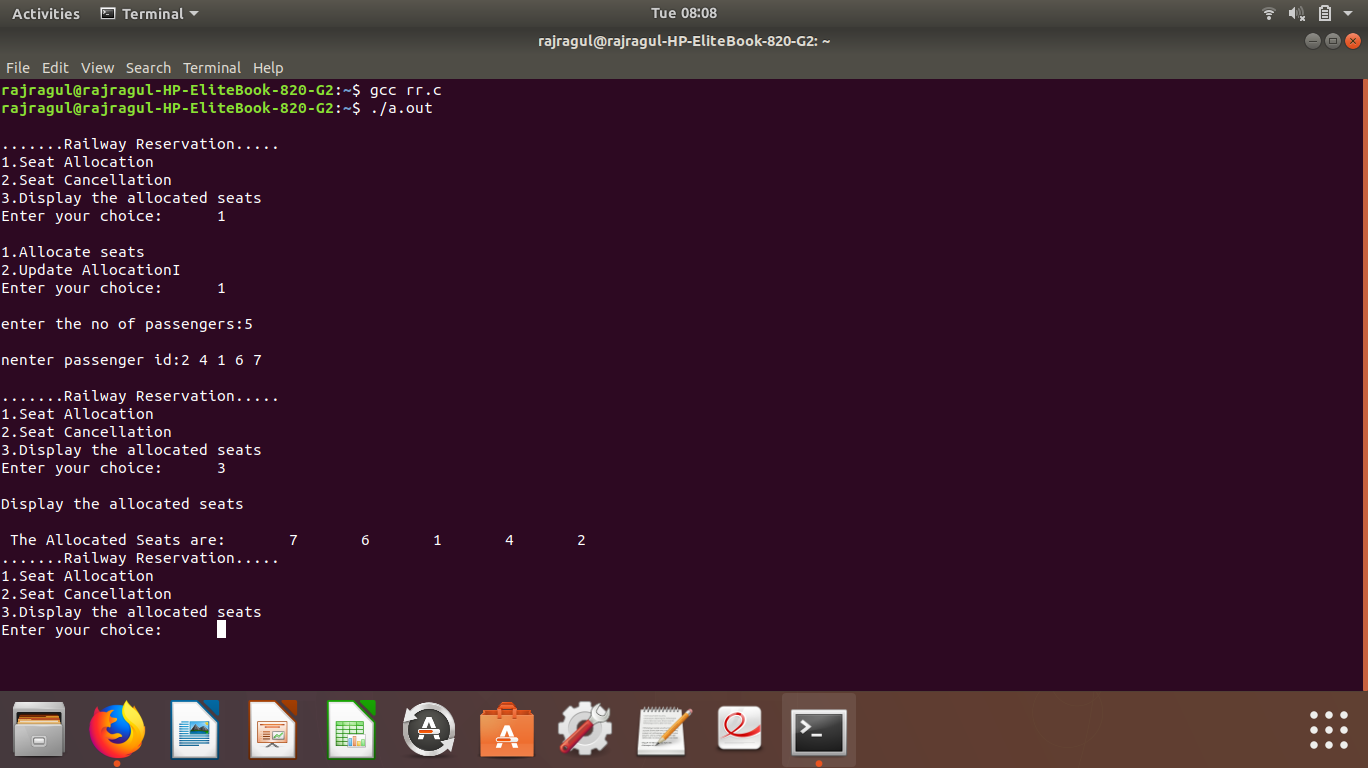 Activities Terminal Tue 08:08
rajragul@rajragul-HP-EliteBook-820-G2: ~
File Edit View Search Terminal Help
rajragul@rajragul-HP-EliteBook-820-G2:~$ gcc rr.c
rajragul@rajragul-HP-EliteBook-820-G2:~$ ./a.out
.......Railway Reservation.....
1.Seat Allocation
2.Seat Cancellation
3.Display the allocated seats
Enter your choice: 1
1.Allocate seats
2.Update AllocationI
Enter your choice: 1
enter the no of passengers:5
nenter passenger id:2 4 1 6 7
.......Railway Reservation.....
1.Seat Allocation
2.Seat Cancellation
3.Display the allocated seats
Enter your choice: 3
Display the allocated seats
The Allocated Seats are: 7 6 1 4 2
.......Railway Reservation.....
1.Seat Allocation
2.Seat Cancellation
3.Display the allocated seats
Enter your choice: